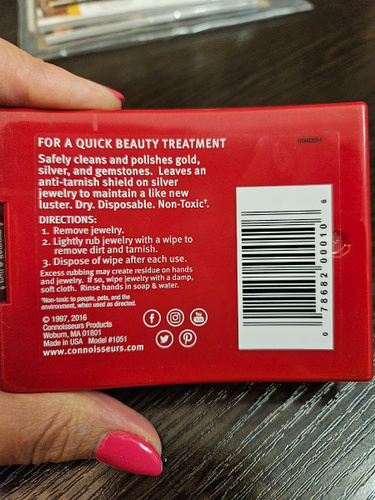 FOR A QUICK BEAUTY TREATMENT
Safely cleans and polishes gold,
silver, and gemstones. Leaves an
anti-tarnish shield on silver
jewelry to maintain a like new
luster. Dry. Disposable. Non-Toxic†.
DIRECTIONS:
1. Remove jewelry.
2. Lightly rub jewelry with a wipe to
remove dirt and tarnish.
3. Dispose of wipe after each use.
Excess rubbing may create residue on hands
and jewelry. If so, wipe jewelry with a damp,
soft cloth. Rinse hands in soap & water.
†Non-toxic to people, pets, and the
environment, when used as directed.
© 1997, 2016
Connoisseurs Products
Woburn, MA 01801
Made in USA Model #1051
www.connoisseurs.com
0 78682 00010 6